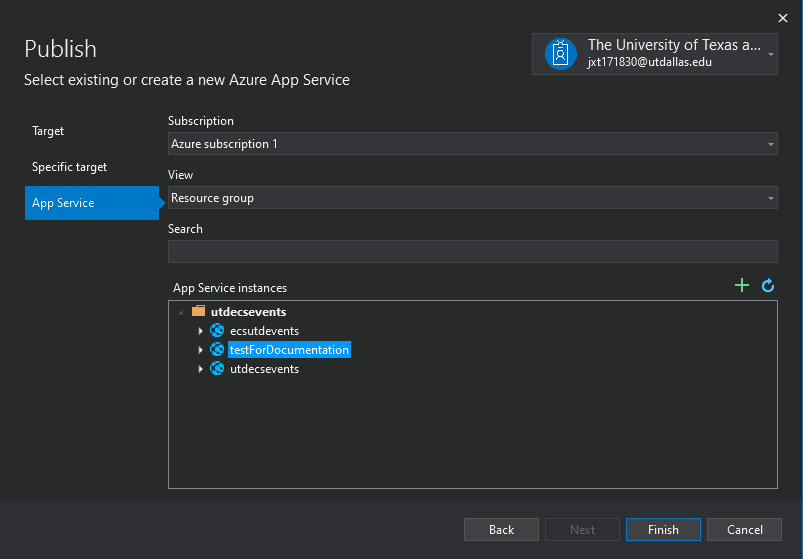 Publish
Select existing or create a new Azure App Service
The University of Texas a...
jxt171830@utdallas.edu
Target
Specific target
App Service
Subscription
Azure subscription 1
View
Resource group
Search
App Service instances
utdecsevents
ecsutdevents
testForDocumentation
utdecsevents
Back
Next
Finish
Cancel